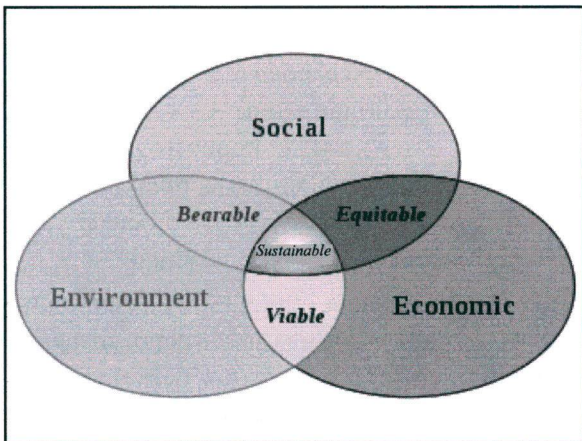 Social
Bearable
Equitable
Sustainable
Environment
Economic
Viable